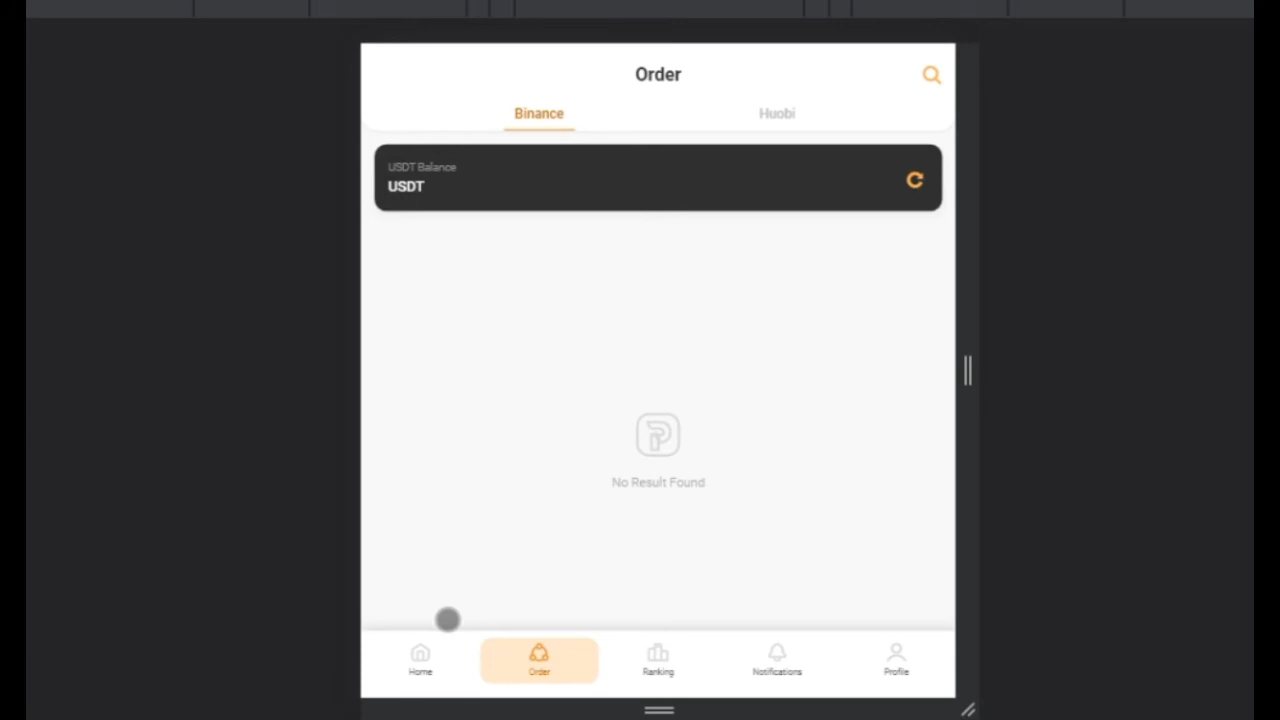 Order
Binance
Huobi
USDT Balance
USDT
No Result Found
Home
Order
Ranking
Notifications
Profile